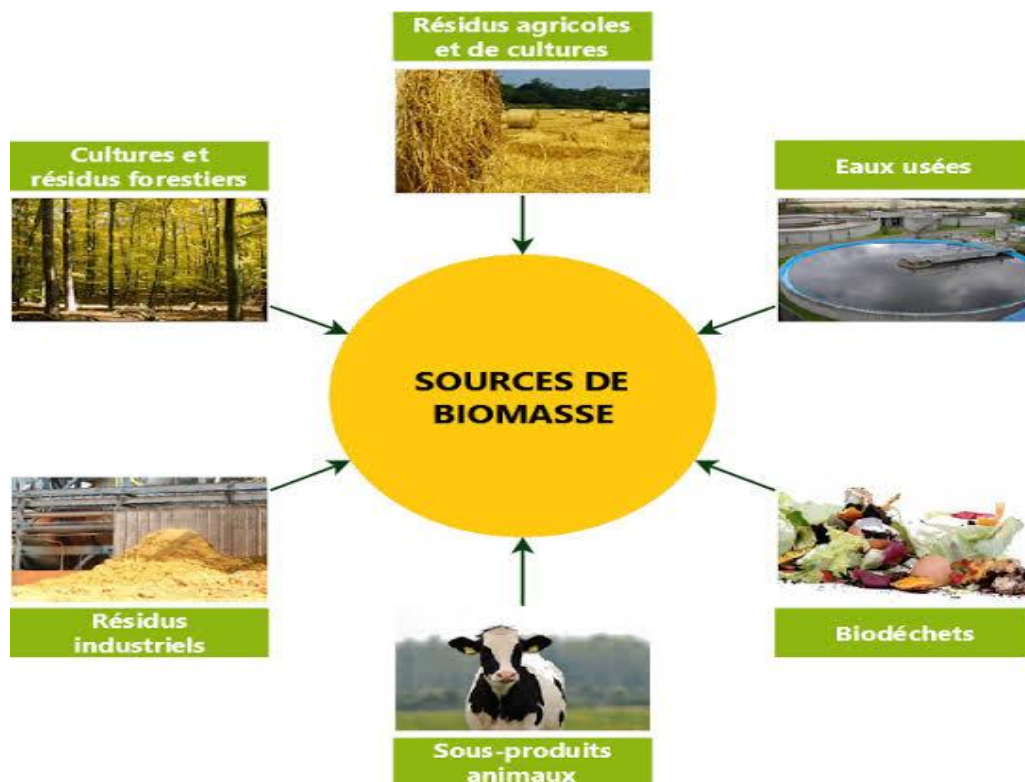 Résidus agricoles
et de cultures
Cultures et
résidus forestiers
Eaux usées
SOURCES DE
BIOMASSE
Résidus
industriels
Biodéchets
Sous-produits
animaux